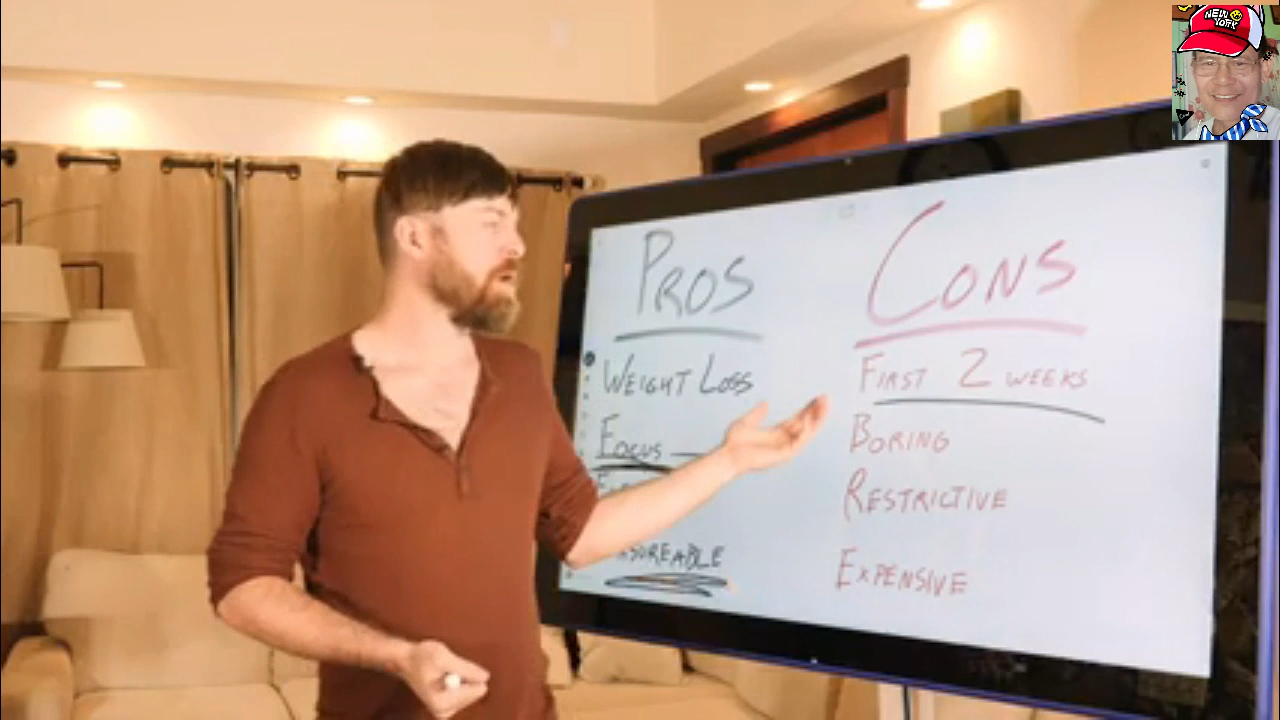 NEW
YORK
PROS
WEIGHT LOSS
FOCUS
CONS
FIRST 2 WEEKS
BORING
RESTRICTIVE
EXPENSIVE